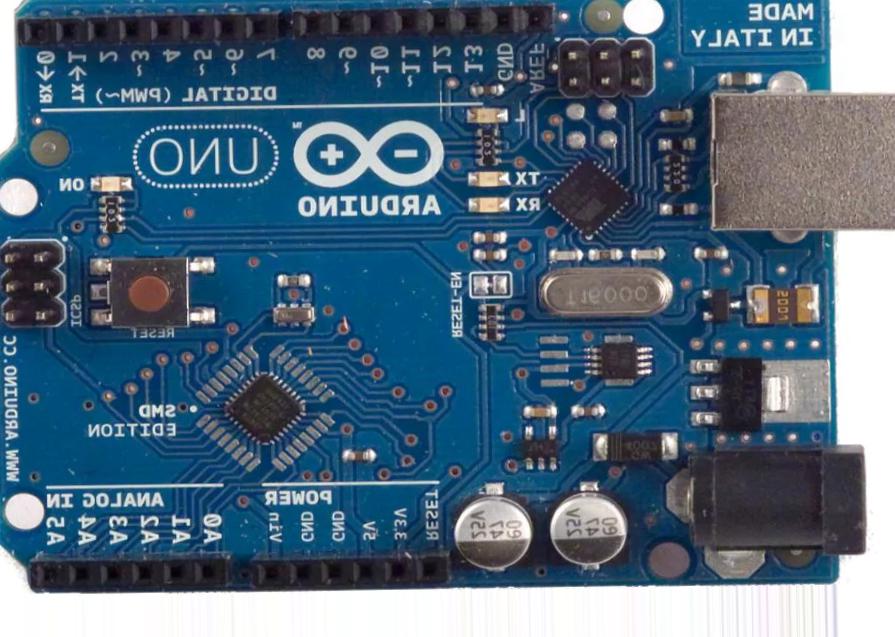 MADE
IN ITALY
RX←0
TX→1
2
~3
4
~5
~6
7
8
~9
~10
~11
12
13
GND
AREF
DIGITAL (PWM~)
UNO
™
ARDUINO
L
TX
RX
ON
ICSP
RESET
RESET-EN
T16000
WWW.ARDUINO.CC
SMD
EDITION
ANALOG IN
POWER
A5
A4
A3
A2
A1
A0
Vin
GND
GND
5V
3.3V
RESET
47
25V
47
25V